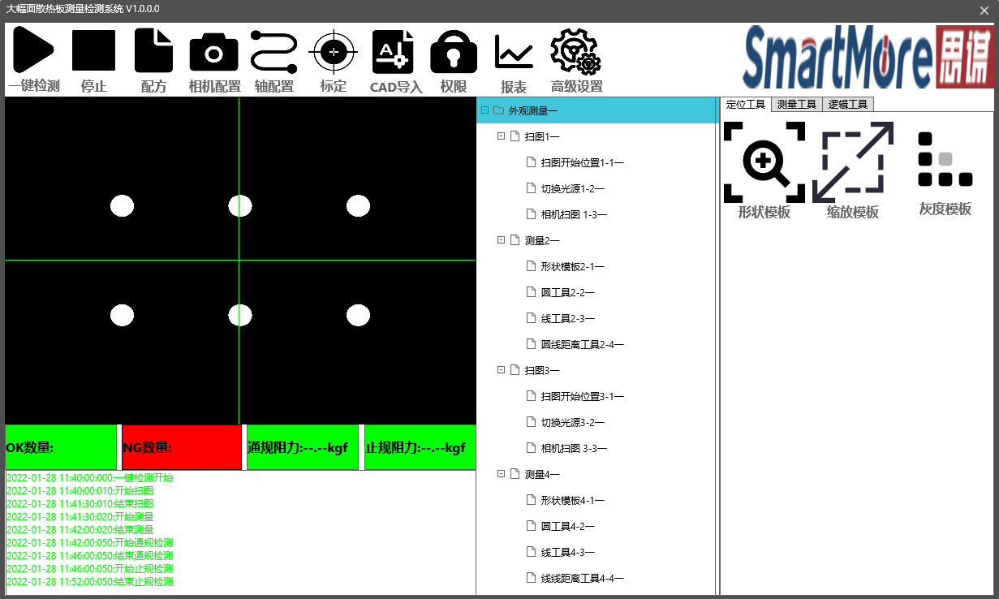 大幅面散热板测量检测系统 V1.0.0.0
一键检测 停止 配方 相机配置 轴配置 标定 CAD导入 权限 报表 高级设置
SmartMore 思谋
外观测量一
扫图1一
扫图开始位置1-1一
切换光源1-2一
相机扫图 1-3一
测量2一
形状模板2-1一
圆工具2-2一
线工具2-3一
圆线距离工具2-4一
扫图3一
扫图开始位置3-1一
切换光源3-2一
相机扫图 3-3一
测量4一
形状模板4-1一
圆工具4-2一
线工具4-3一
线线距离工具4-4一
定位工具 测量工具 逻辑工具
形状模板 缩放模板 灰度模板
OK数量: NG数量: 通规阻力:--.--kgf 止规阻力:--.--kgf
2022-01-28 11:40:00:000:一键检测开始
2022-01-28 11:40:00:010:开始扫图
2022-01-28 11:41:30:010:结束扫图
2022-01-28 11:41:30:020:开始测量
2022-01-28 11:42:00:020:结束测量
2022-01-28 11:42:00:050:开始通规检测
2022-01-28 11:46:00:050:结束通规检测
2022-01-28 11:46:00:050:开始止规检测
2022-01-28 11:52:00:050:结束止规检测